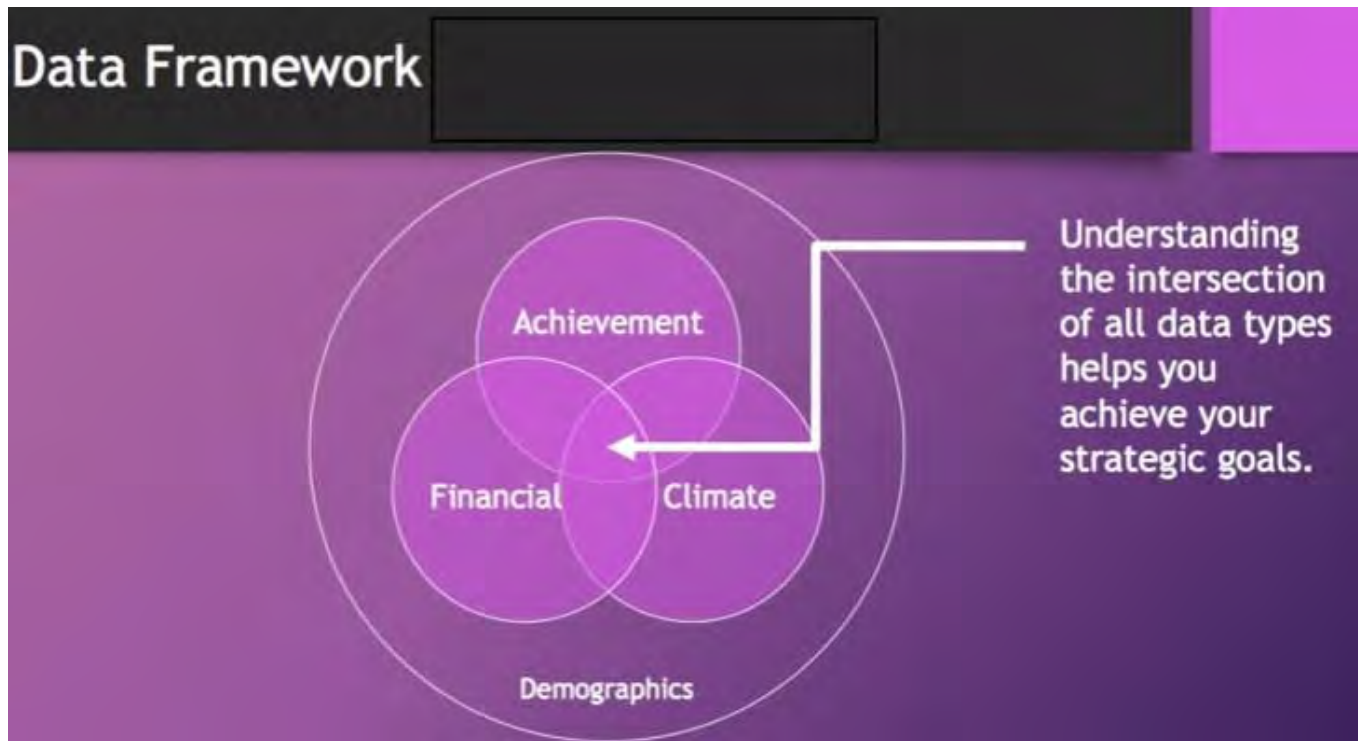 Data Framework
Achievement
Financial
Climate
Demographics
Understanding
the intersection
of all data types
helps you
achieve your
strategic goals.